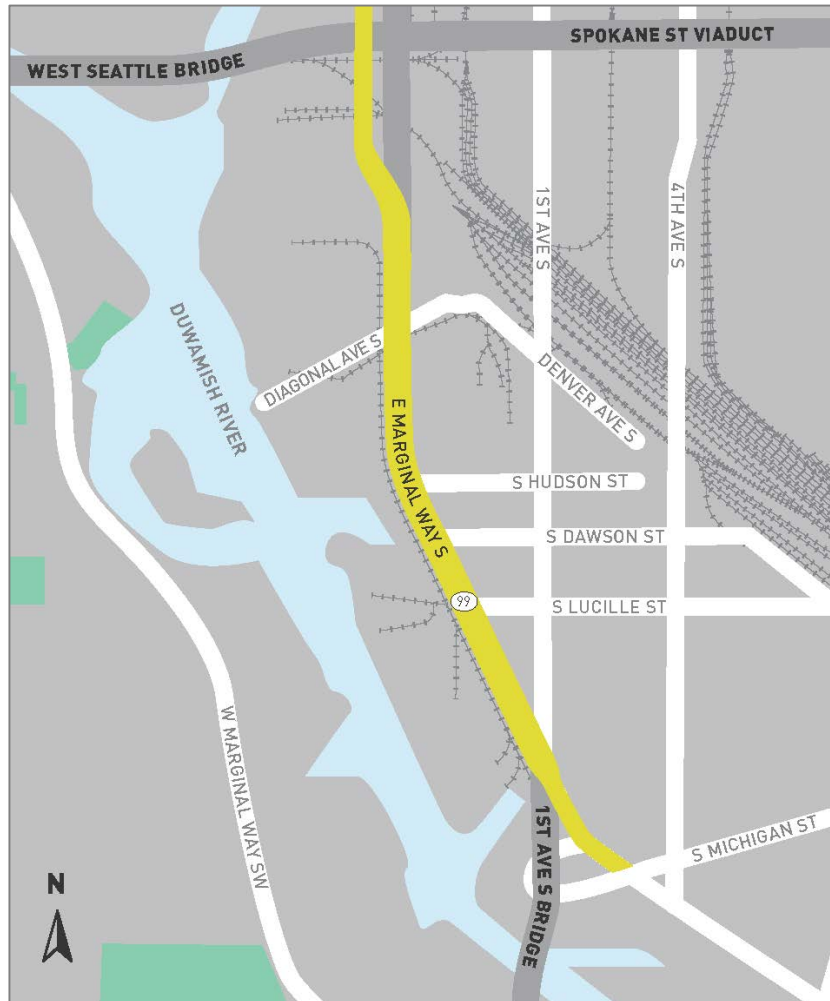 SPOKANE ST VIADUCT
WEST SEATTLE BRIDGE
1ST AVE S
4TH AVE S
DUWAMISH RIVER
DIAGONAL AVE S
DENVER AVE S
E MARGINAL WAY S
S HUDSON ST
S DAWSON ST
99
S LUCILLE ST
W MARGINAL WAY SW
1ST AVE S BRIDGE
S MICHIGAN ST
N